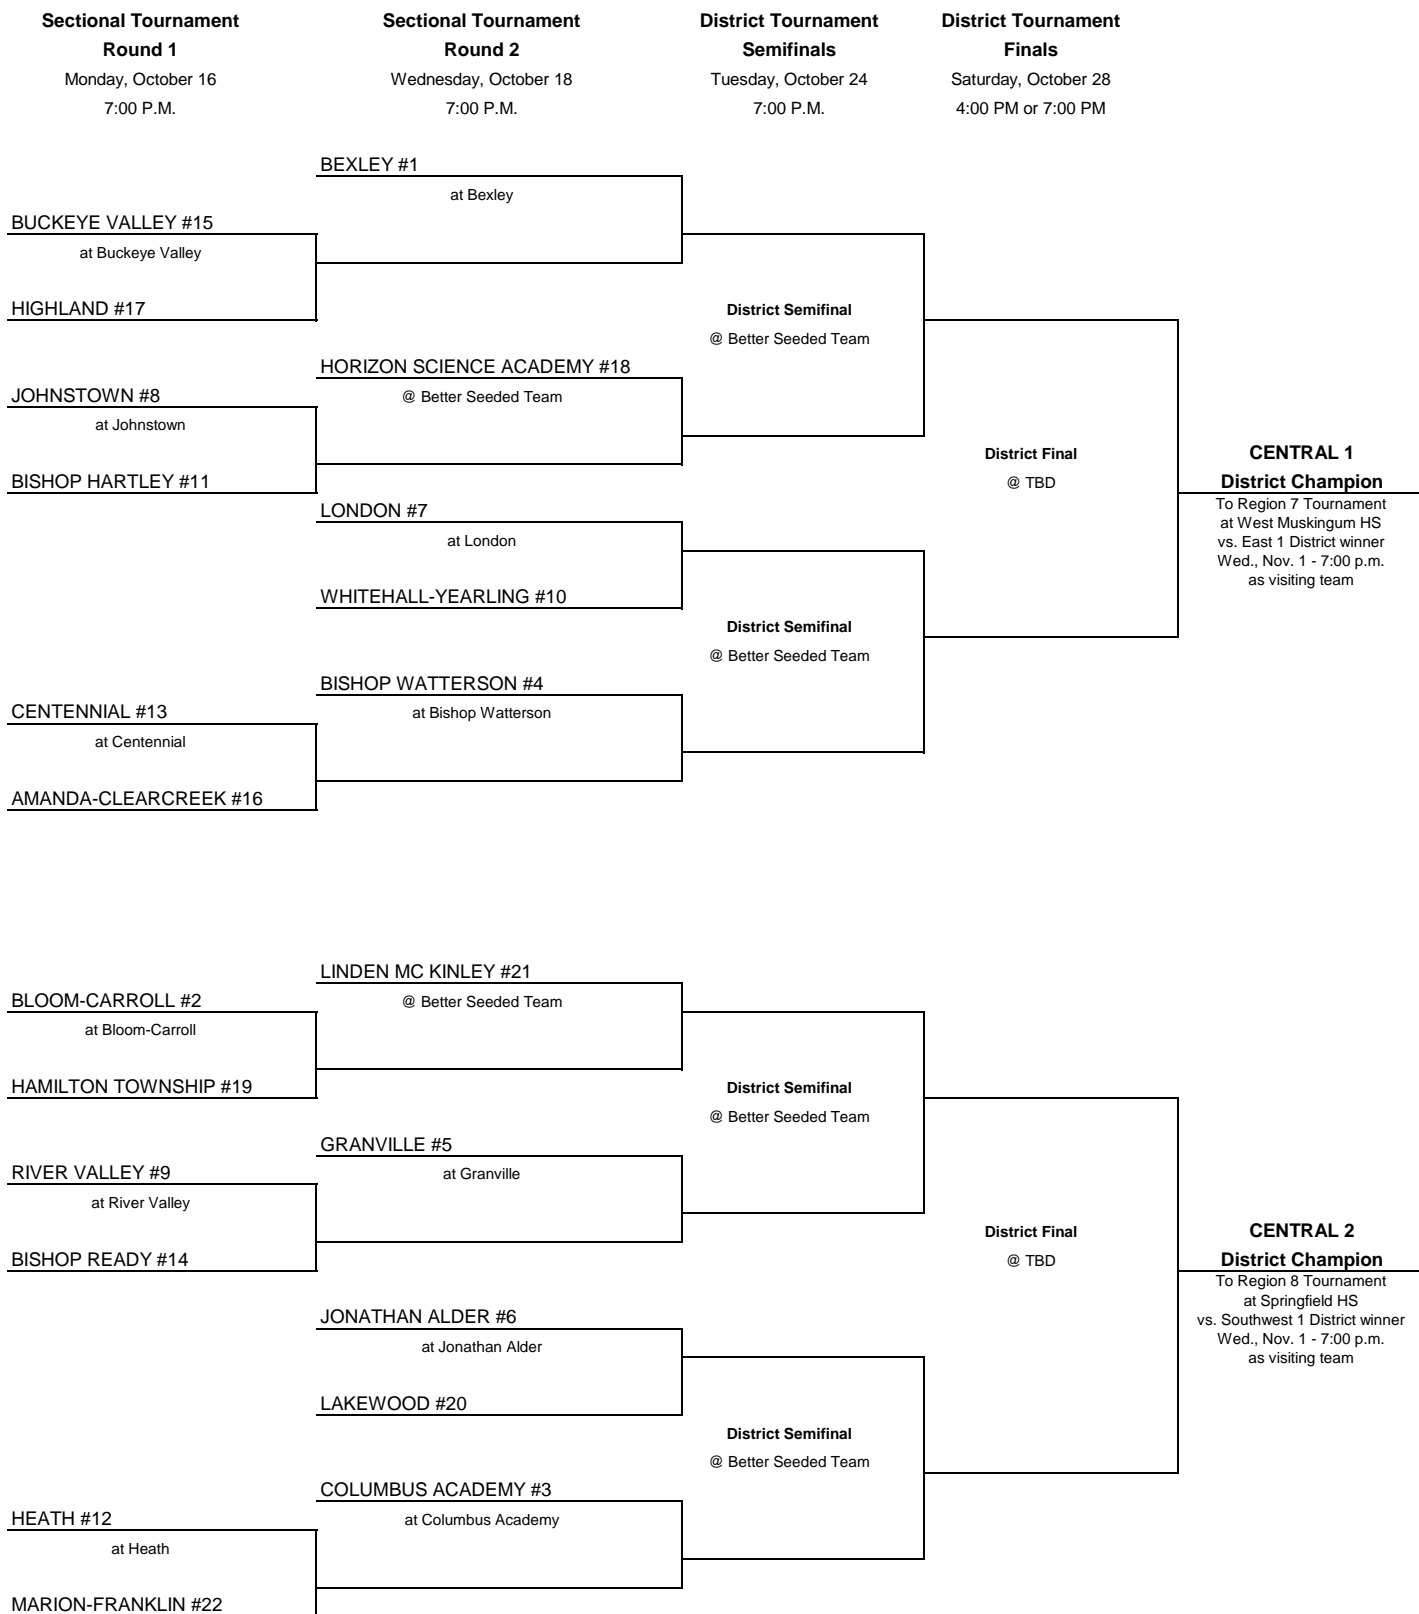 Sectional Tournament
Round 1
Monday, October 16
7:00 P.M.
Sectional Tournament
Round 2
Wednesday, October 18
7:00 P.M.
District Tournament
Semifinals
Tuesday, October 24
7:00 P.M.
District Tournament
Finals
Saturday, October 28
4:00 PM or 7:00 PM
BEXLEY #1
at Bexley
BUCKEYE VALLEY #15
at Buckeye Valley
HIGHLAND #17
District Semifinal
@ Better Seeded Team
HORIZON SCIENCE ACADEMY #18
@ Better Seeded Team
JOHNSTOWN #8
at Johnstown
BISHOP HARTLEY #11
District Final
@ TBD
CENTRAL 1
District Champion
To Region 7 Tournament
at West Muskingum HS
vs. East 1 District winner
Wed., Nov. 1 - 7:00 p.m.
as visiting team
LONDON #7
at London
WHITEHALL-YEARLING #10
District Semifinal
@ Better Seeded Team
BISHOP WATTERSON #4
at Bishop Watterson
CENTENNIAL #13
at Centennial
AMANDA-CLEARCREEK #16
LINDEN MC KINLEY #21
@ Better Seeded Team
BLOOM-CARROLL #2
at Bloom-Carroll
HAMILTON TOWNSHIP #19
District Semifinal
@ Better Seeded Team
GRANVILLE #5
at Granville
RIVER VALLEY #9
at River Valley
BISHOP READY #14
District Final
@ TBD
CENTRAL 2
District Champion
To Region 8 Tournament
at Springfield HS
vs. Southwest 1 District winner
Wed., Nov. 1 - 7:00 p.m.
as visiting team
JONATHAN ALDER #6
at Jonathan Alder
LAKEWOOD #20
District Semifinal
@ Better Seeded Team
COLUMBUS ACADEMY #3
at Columbus Academy
HEATH #12
at Heath
MARION-FRANKLIN #22